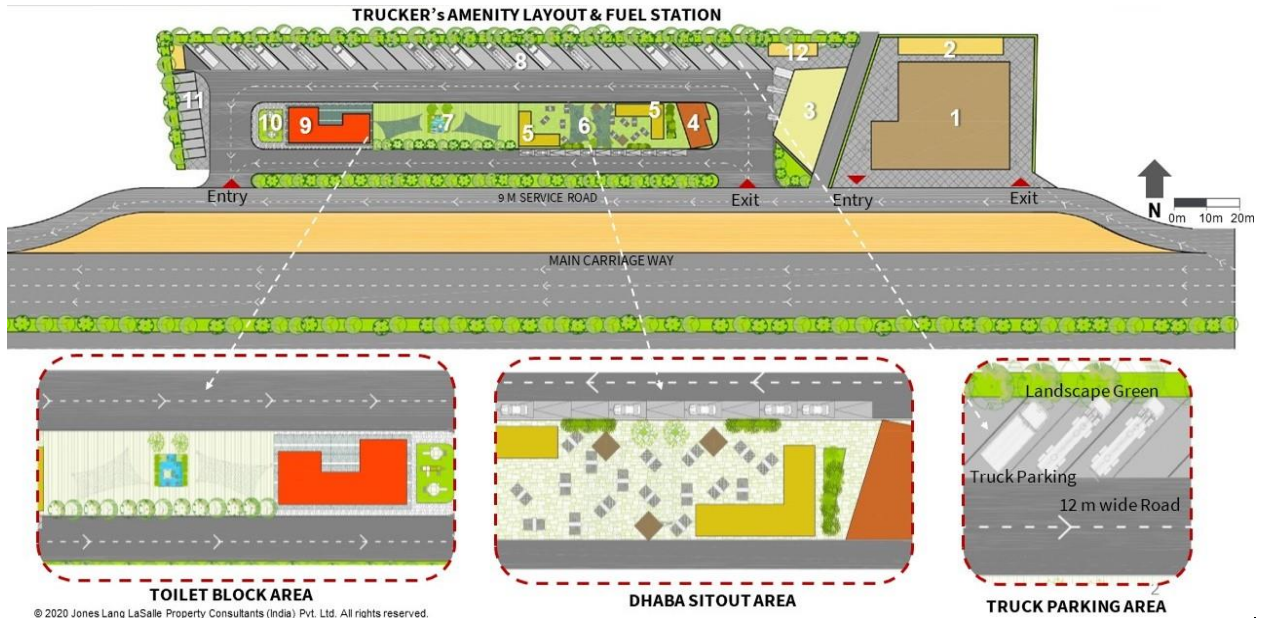 TRUCKER's AMENITY LAYOUT & FUEL STATION
12
2
8
11
3
1
10
9
7
5
6
5
4
Entry
9 M SERVICE ROAD
Exit
Entry
Exit
N
0m 10m 20m
MAIN CARRIAGE WAY
Landscape Green
Truck Parking
12 m wide Road
TOILET BLOCK AREA
DHABA SITOUT AREA
TRUCK PARKING AREA
2
© 2020 Jones Lang LaSalle Property Consultants (India) Pvt. Ltd. All rights reserved.